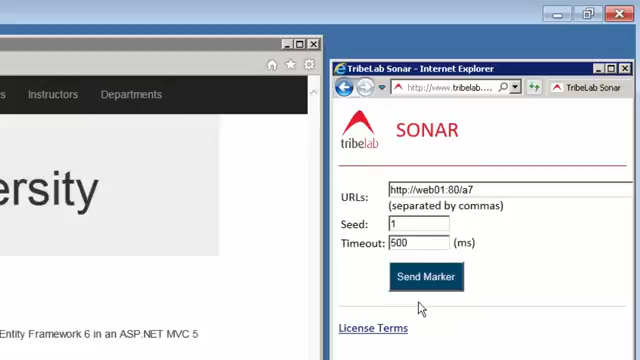 TribeLab Sonar - Internet Explorer
http://www.tribelab....
TribeLab Sonar
Instructors
Departments
tribelab
SONAR
ersity
URLs:
http://web01:80/a7
(separated by commas)
Seed:
1
Timeout:
500
(ms)
Send Marker
License Terms
Entity Framework 6 in an ASP.NET MVC 5